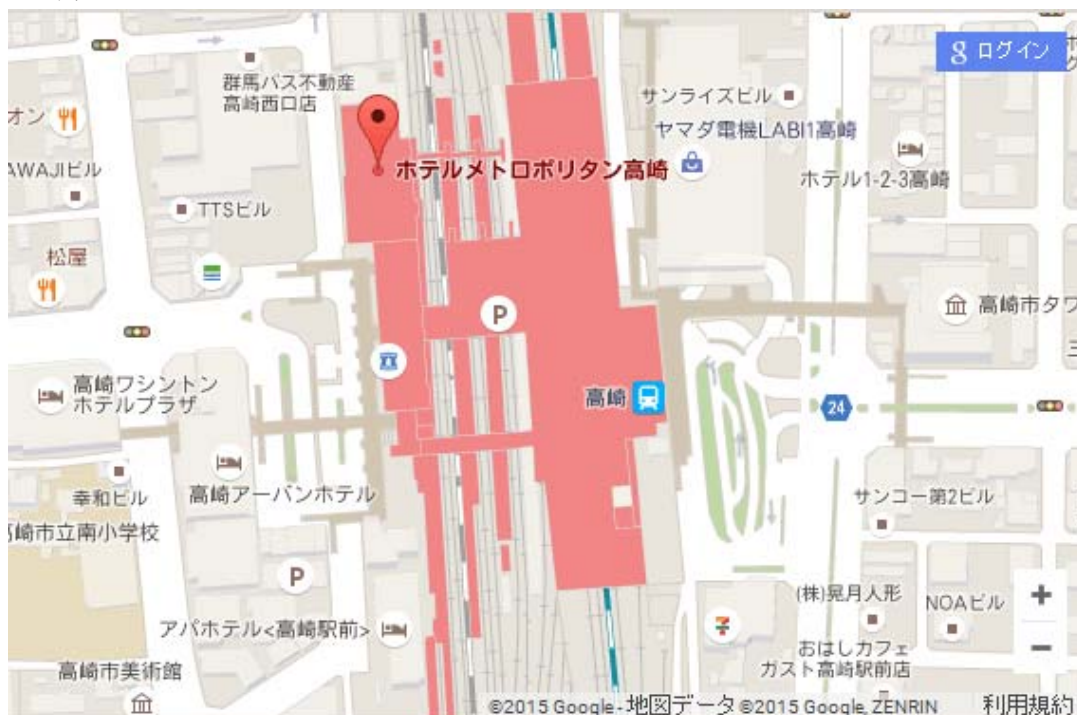 g ログイン
群馬バス不動産
高崎西口店
サンライズビル
オン
ヤマダ電機LABI1高崎
AWAJIビル
ホテルメトロポリタン高崎
ホテル1-2-3高崎
TTSビル
松屋
P
高崎市タワ
高崎ワシントン
ホテルプラザ
高崎
24
幸和ビル
高崎アーバンホテル
サンコー第2ビル
崎市立南小学校
P
(株)晃月人形
NOAビル
+
7
アパホテル<高崎駅前>
おはしカフェ
ガスト高崎駅前店
−
高崎市美術館
©2015 Google - 地図データ ©2015 Google, ZENRIN 利用規約